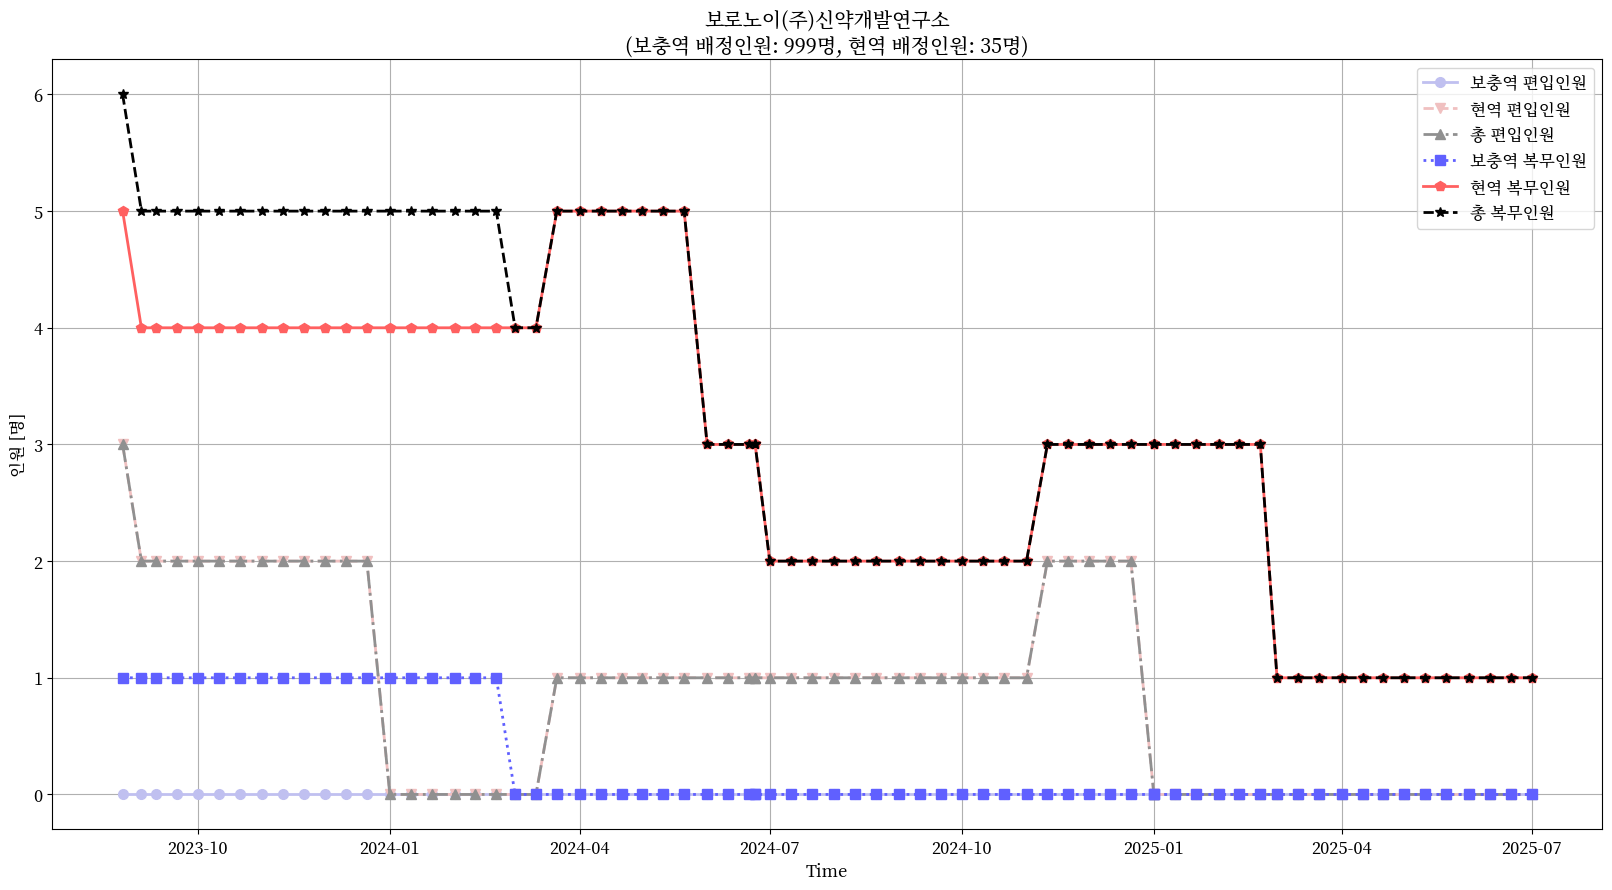 보로노이(주)신약개발연구소
(보충역 배정인원: 999명, 현역 배정인원: 35명)
보충역 편입인원
현역 편입인원
총 편입인원
보충역 복무인원
현역 복무인원
총 복무인원
인원 [명]
6
5
4
3
2
1
0
2023-10
2024-01
2024-04
2024-07
2024-10
2025-01
2025-04
2025-07
Time